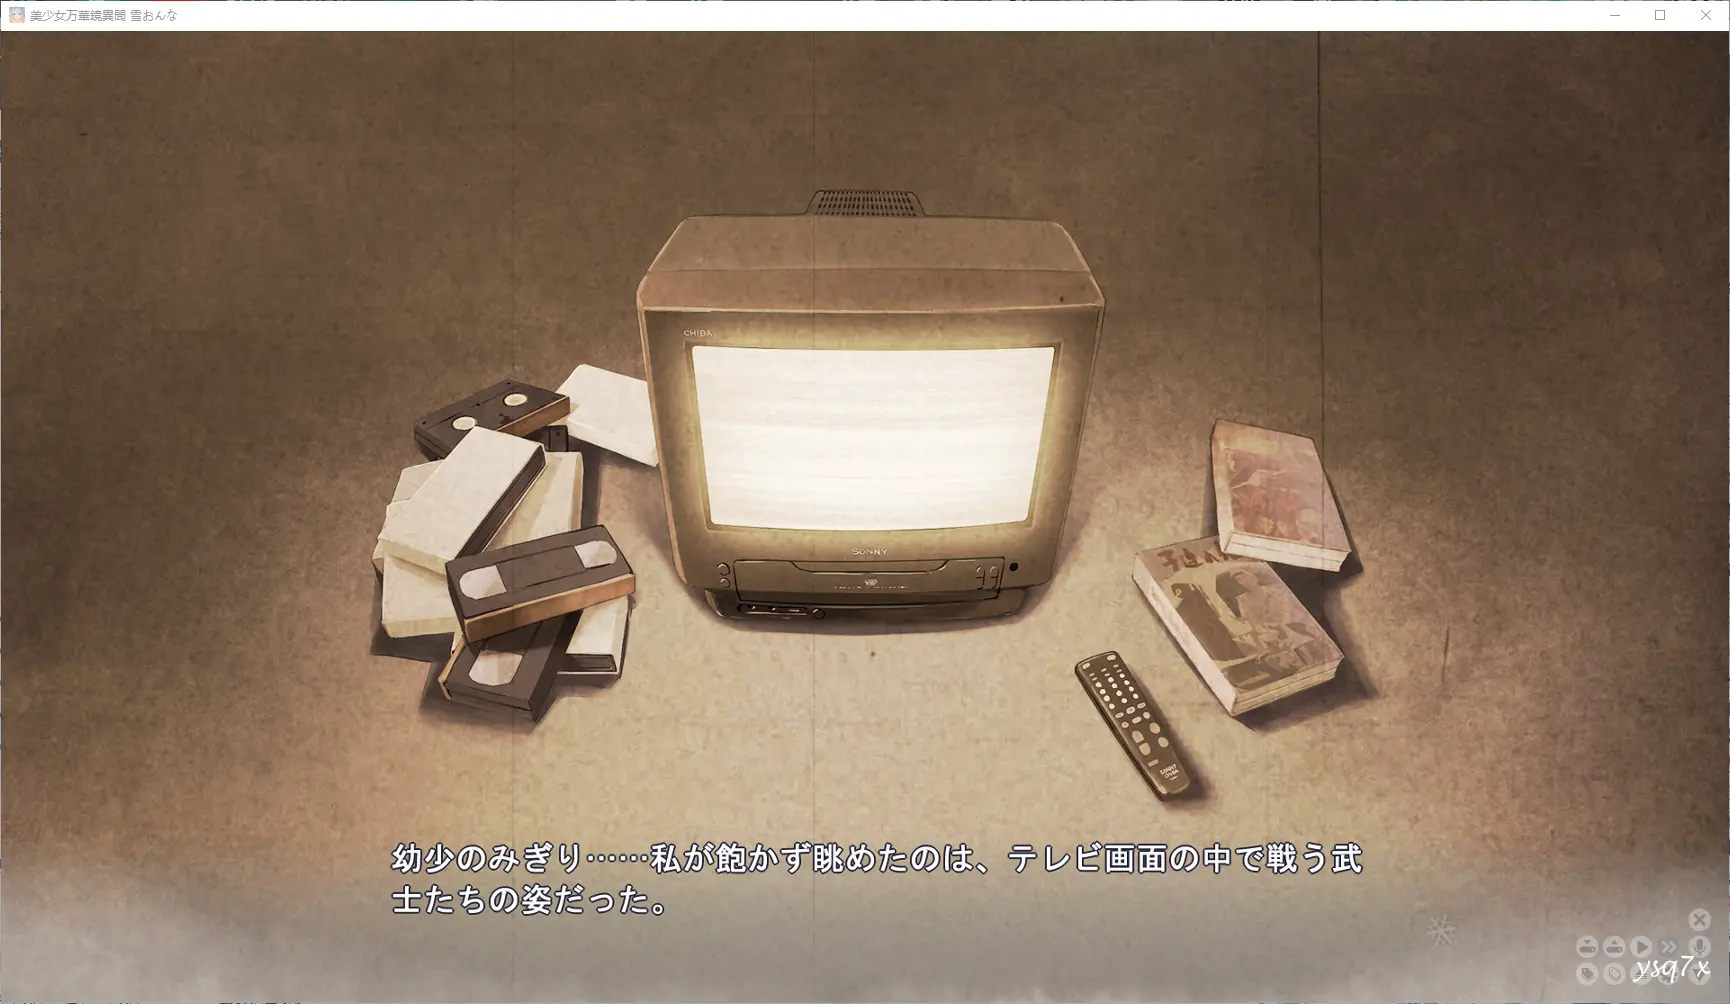 美少女万華鏡異聞 雪おんな
CHIBA
SONNY
SONNY
CHIBA
幼少のみぎり……私が飽かず眺めたのは、テレビ画面の中で戦う武
士たちの姿だった。
ysq7x